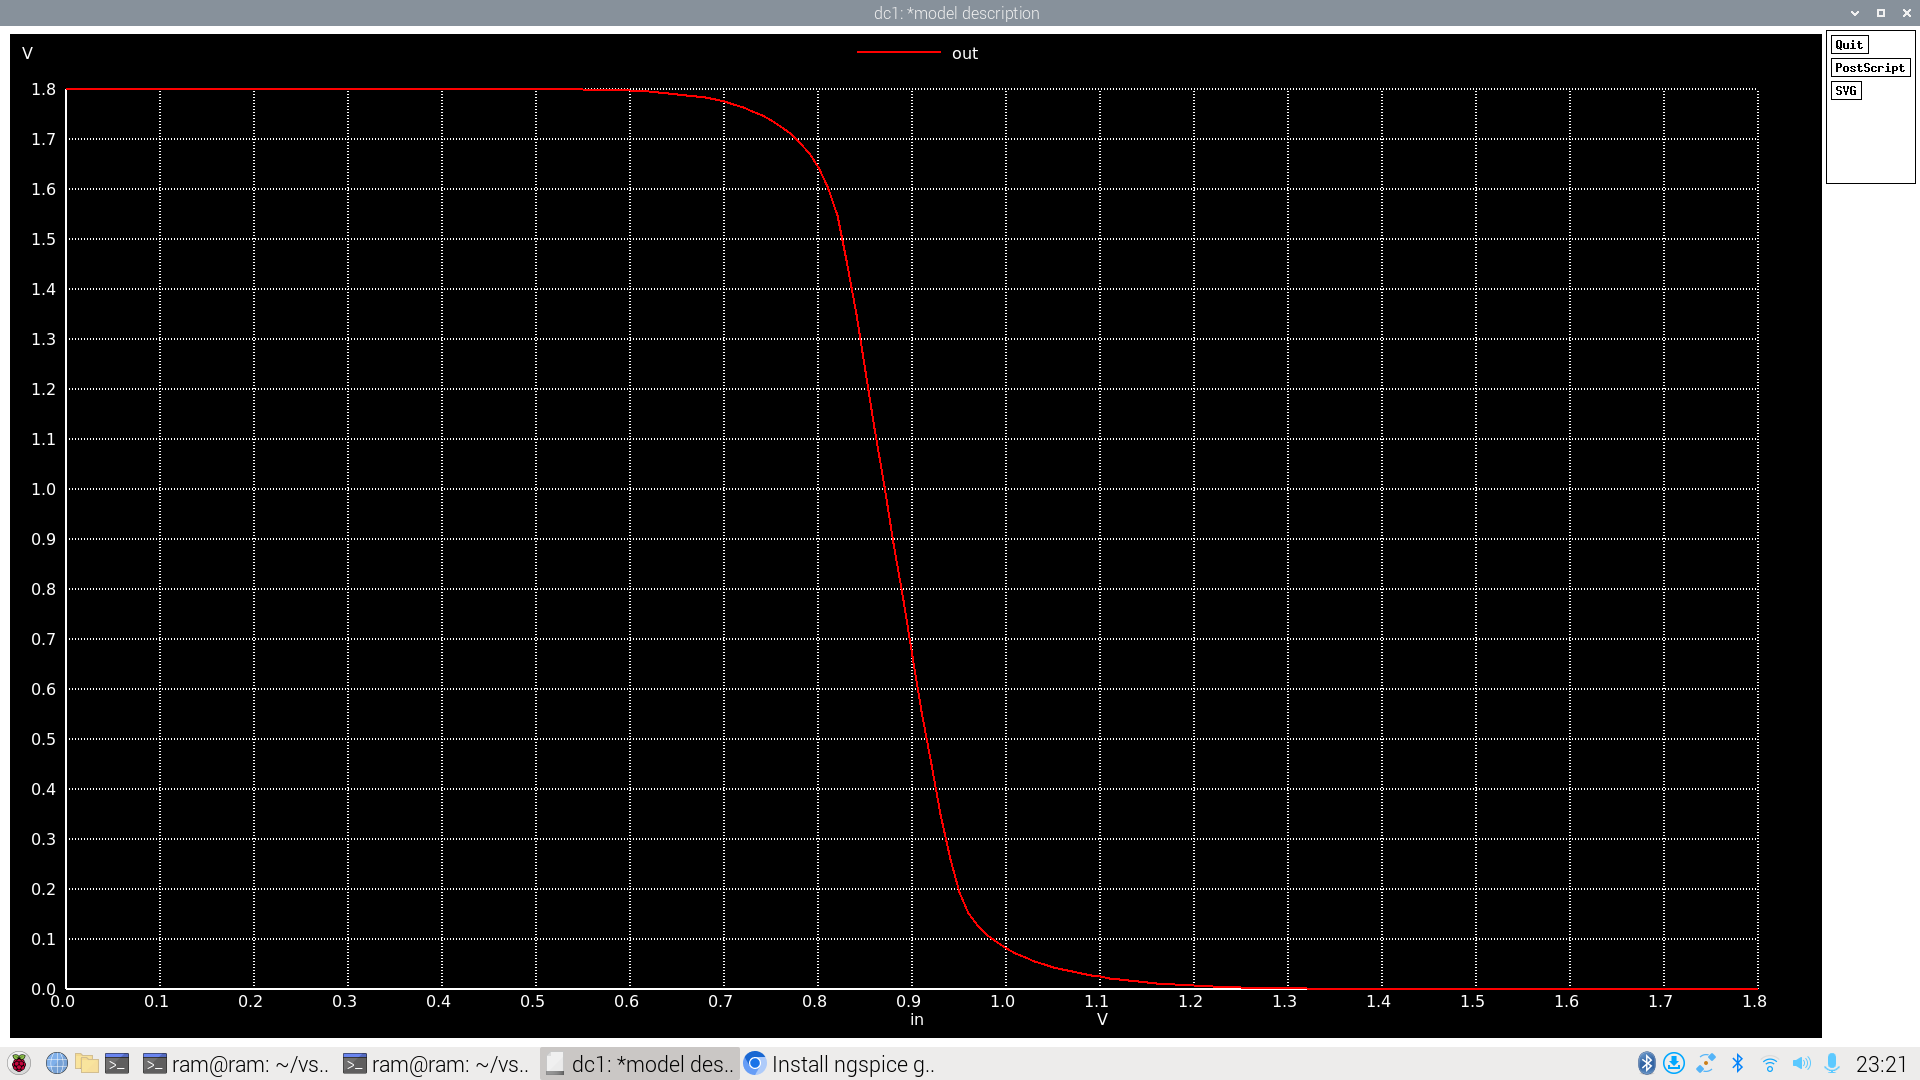 dc1: *model description
V
out
Quit
PostScript
SVG
1.8
1.7
1.6
1.5
1.4
1.3
1.2
1.1
1.0
0.9
0.8
0.7
0.6
0.5
0.4
0.3
0.2
0.1
0.0
0.0 0.1 0.2 0.3 0.4 0.5 0.6 0.7 0.8 0.9 1.0 1.1 1.2 1.3 1.4 1.5 1.6 1.7 1.8
in V
ram@ram: ~/vs.. ram@ram: ~/vs.. dc1: *model des.. Install ngspice g.. 23:21